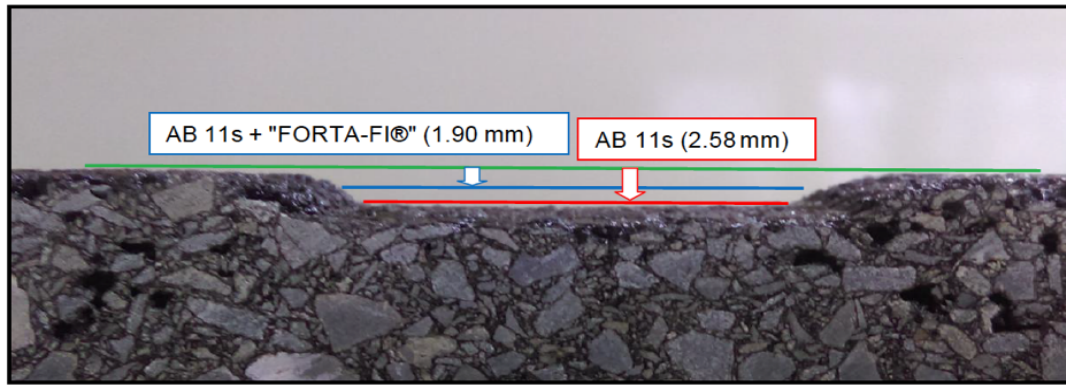 AB 11s + "FORTA-FI®" (1.90 mm)
AB 11s (2.58 mm)